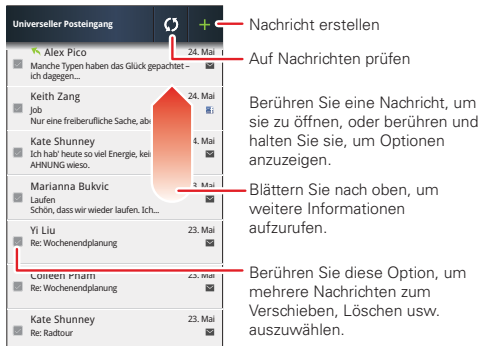 Universeller Posteingang
Nachricht erstellen
Auf Nachrichten prüfen
Alex Pico 24. Mai
Manche Typen haben das Glück gepachtet –
ich dagegen...
Keith Zang 24. Mai
Job
Nur eine freiberufliche Sache, abe
Kate Shunney 4. Mai
Ich hab' heute so viel Energie, kei
AHNUNG wieso.
Marianna Bukvic 3. Mai
Laufen
Schön, dass wir wieder laufen. Ich...
Yi Liu 23. Mai
Re: Wochenendplanung
Colleen Pham 23. Mai
Re: Wochenendplanung
Kate Shunney 23. Mai
Re: Radtour
Berühren Sie eine Nachricht, um
sie zu öffnen, oder berühren und
halten Sie sie, um Optionen
anzuzeigen.
Blättern Sie nach oben, um
weitere Informationen
aufzurufen.
Berühren Sie diese Option, um
mehrere Nachrichten zum
Verschieben, Löschen usw.
auszuwählen.